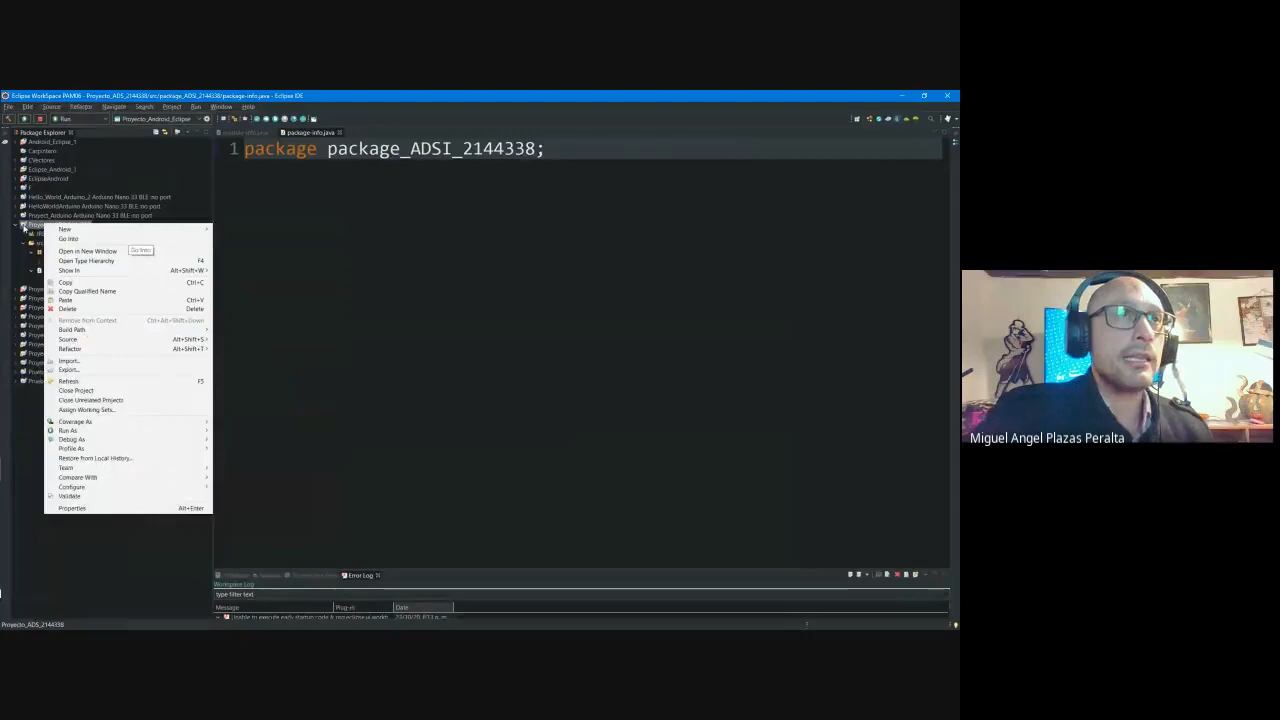 Eclipse WorkSpace PAM06 - Proyecto_ADS_2144338/src/package_ADSI_2144338/package-info.java - Eclipse IDE
File Edit Source Refactor Navigate Search Project Run Window Help
Run
Proyecto_Android_Eclipse
Package Explorer
module-info.java
package-info.java
Android_Eclipse_1
Carpintero
CVectores
Eclipse_Android_1
EclipseAndroid
F
Hello_World_Arduino_2 Arduino Nano 33 BLE :no port
HelloWorldArduino Arduino Nano 33 BLE :no port
Proyect_Arduino Arduino Nano 33 BLE :no port
1 package package_ADSI_2144338;
New
Go Into
Go Into
Open in New Window
Open Type Hierarchy F4
Show In Alt+Shift+W
Copy Ctrl+C
Copy Qualified Name
Paste Ctrl+V
Delete Delete
Remove from Context Ctrl+Alt+Shift+Down
Build Path
Source Alt+Shift+S
Refactor Alt+Shift+T
Import...
Export...
Refresh F5
Close Project
Close Unrelated Projects
Assign Working Sets...
Coverage As
Run As
Debug As
Profile As
Restore from Local History...
Team
Compare With
Configure
Validate
Properties Alt+Enter
Error Log
Workspace Log
type filter text
Message Plug-in Date
Proyecto_ADS_2144338
Miguel Angel Plazas Peralta